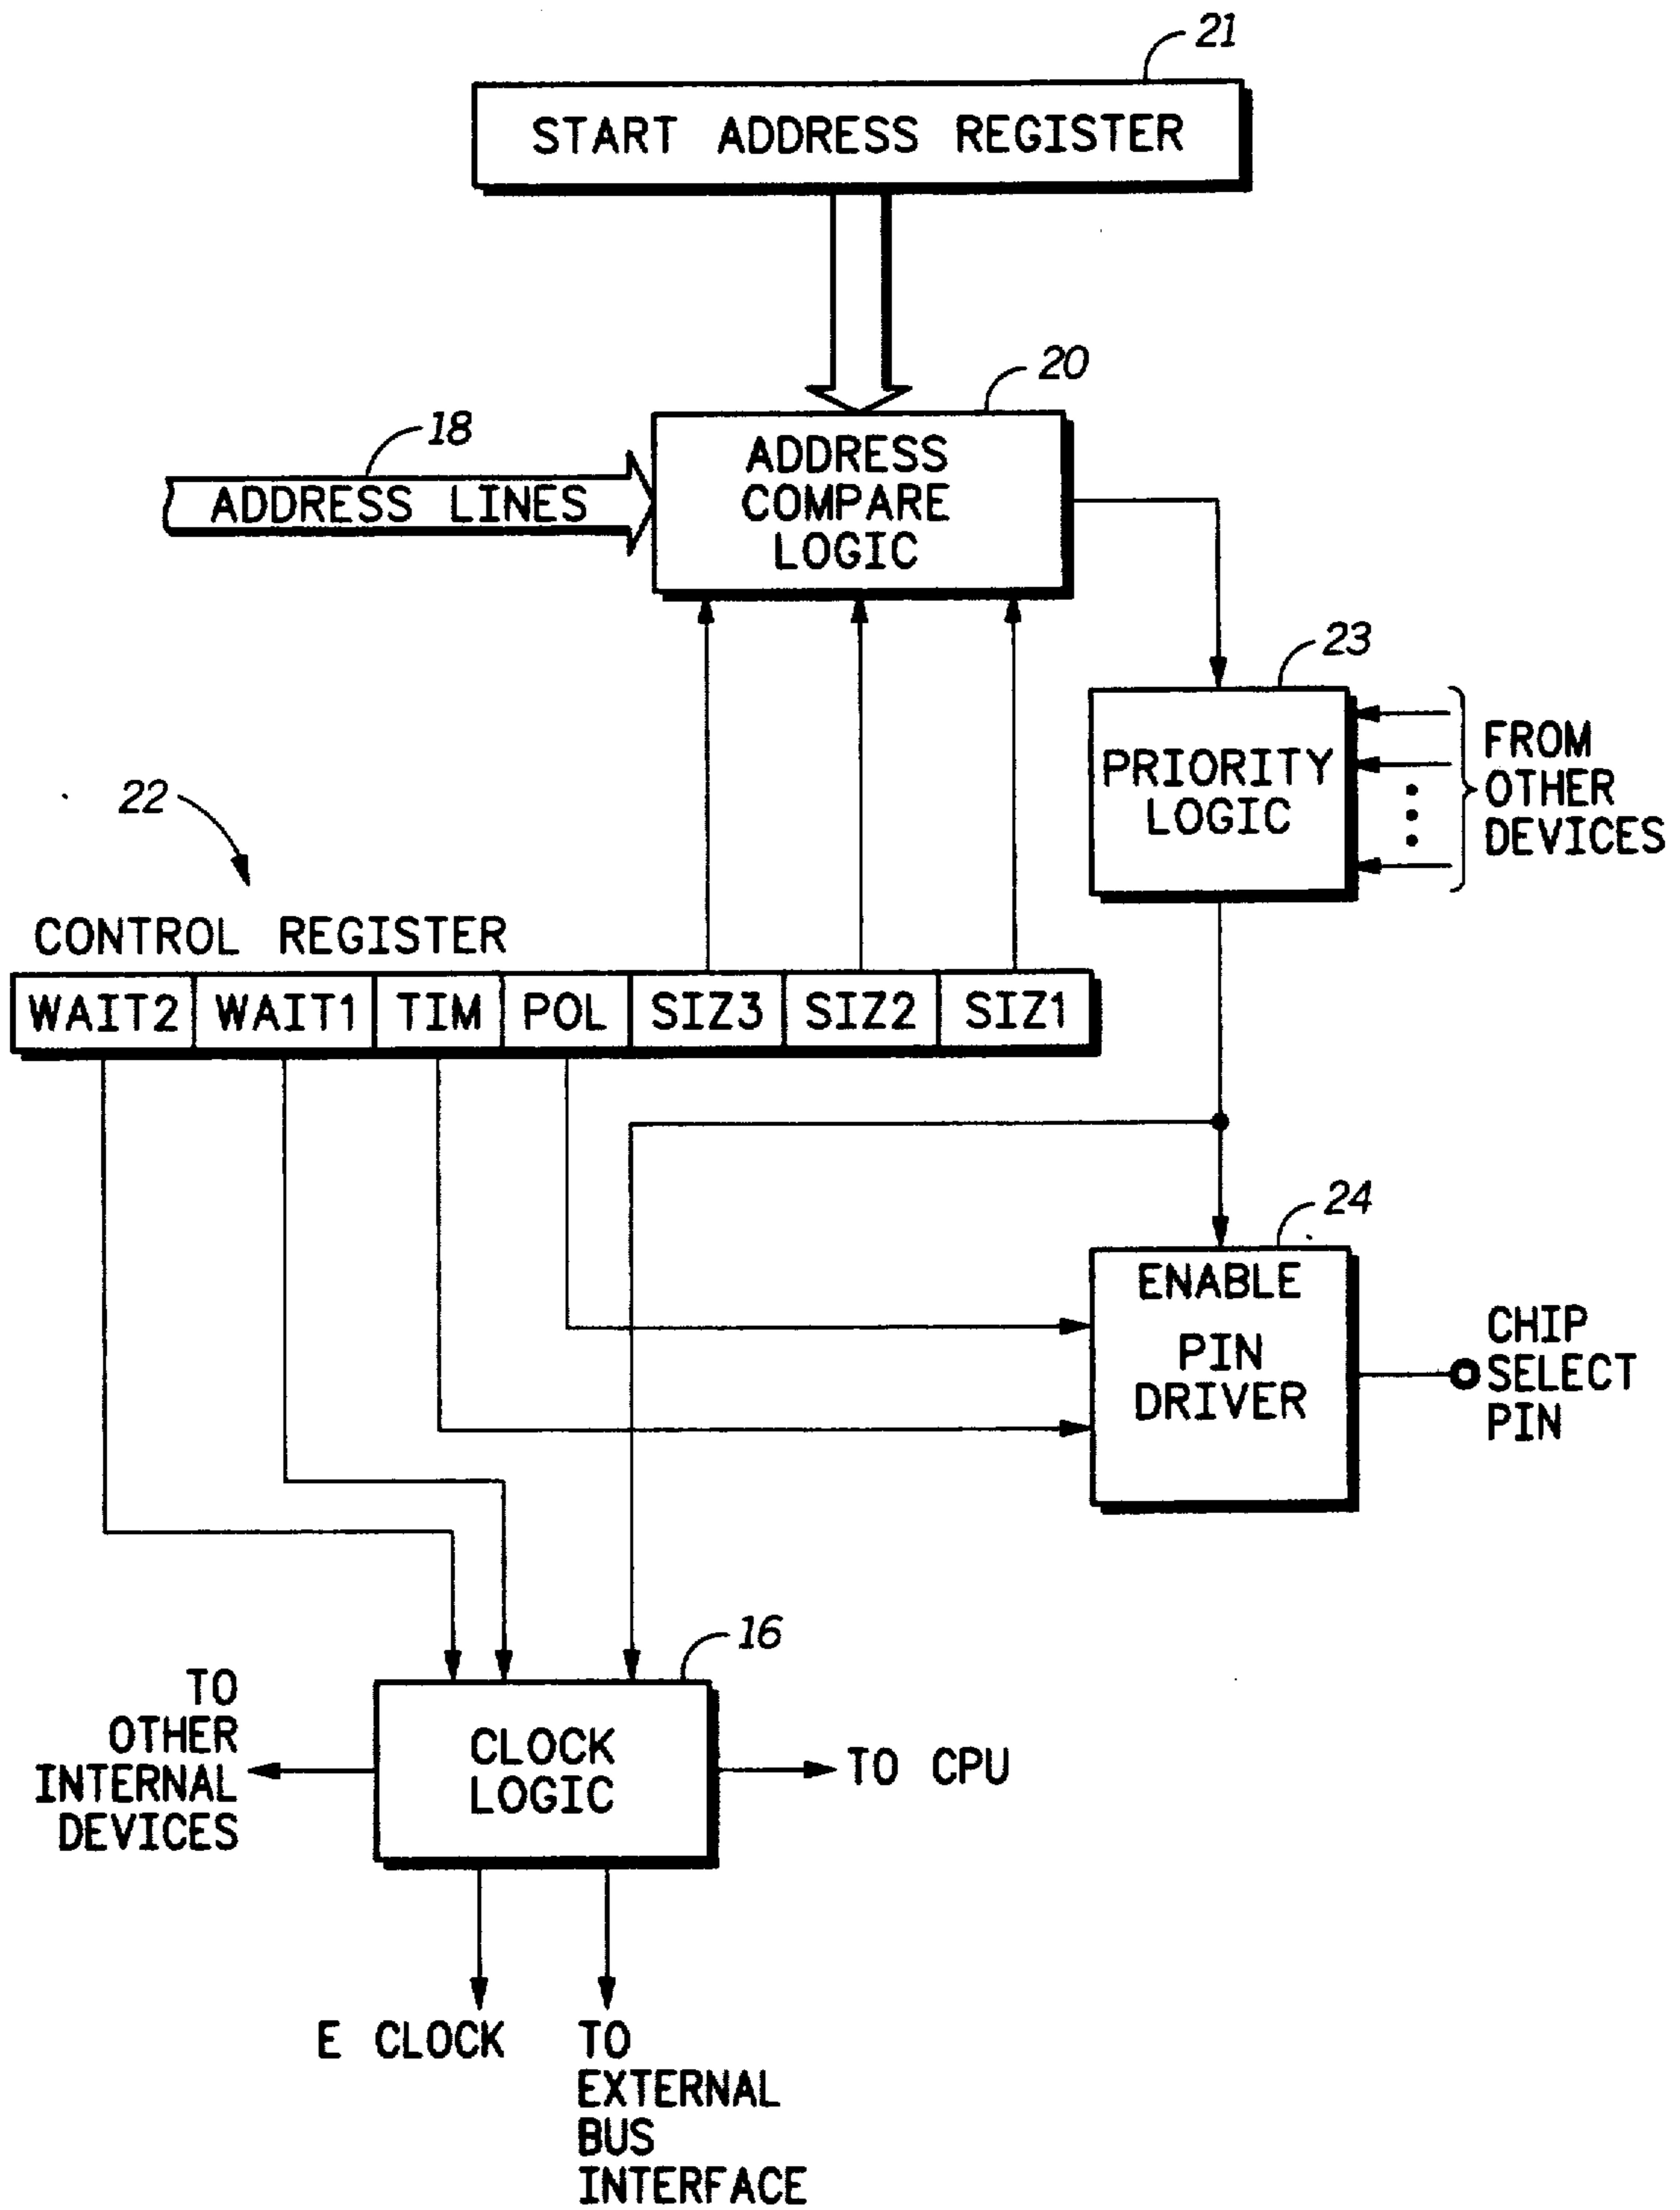 21
START ADDRESS REGISTER
20
18
ADDRESS LINES
ADDRESS
COMPARE
LOGIC
23
PRIORITY
LOGIC
FROM
OTHER
DEVICES
22
CONTROL REGISTER
WAIT2 WAIT1 TIM POL SIZ3 SIZ2 SIZ1
24
ENABLE
PIN
DRIVER
CHIP
SELECT
PIN
16
TO
OTHER
INTERNAL
DEVICES
CLOCK
LOGIC
TO CPU
E CLOCK
TO
EXTERNAL
BUS
INTERFACE